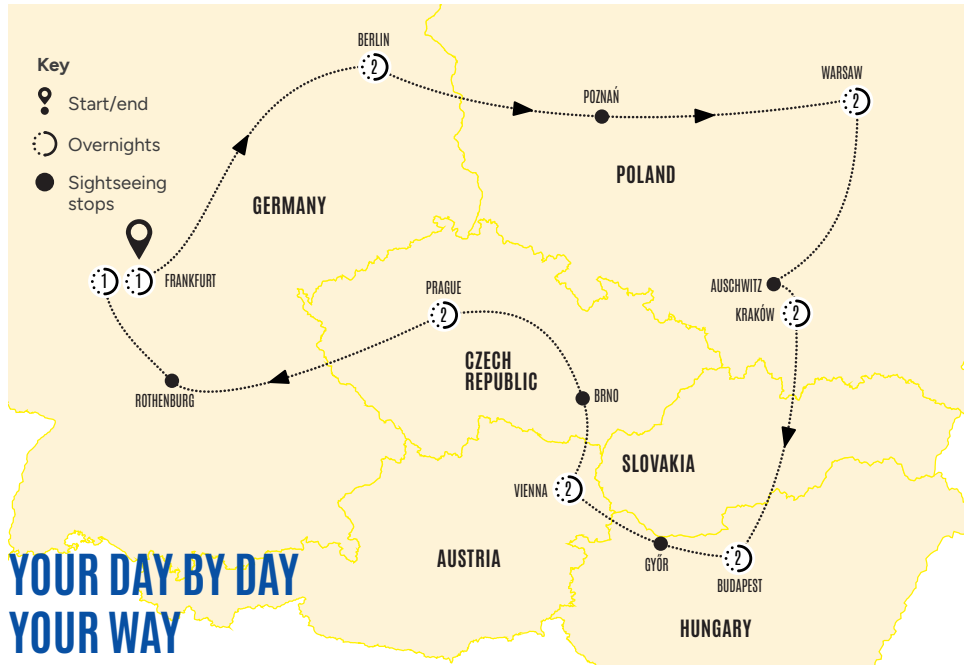 Key
Start/end
Overnights
Sightseeing
stops
BERLIN
2
POZNAŃ
WARSAW
2
POLAND
GERMANY
1
1
FRANKFURT
AUSCHWITZ
KRAKÓW
2
PRAGUE
2
CZECH
REPUBLIC
ROTHENBURG
BRNO
SLOVAKIA
VIENNA
2
GYŐR
2
BUDAPEST
AUSTRIA
HUNGARY
YOUR DAY BY DAY
YOUR WAY